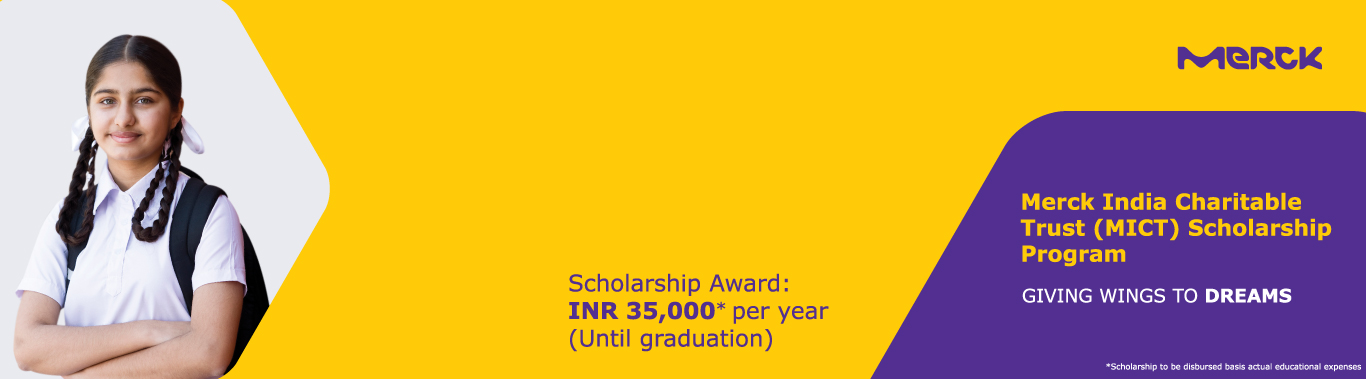 MERCK
Scholarship Award:
INR 35,000* per year
(Until graduation)
Merck India Charitable
Trust (MICT) Scholarship
Program
GIVING WINGS TO DREAMS
*Scholarship to be disbursed basis actual educational expenses